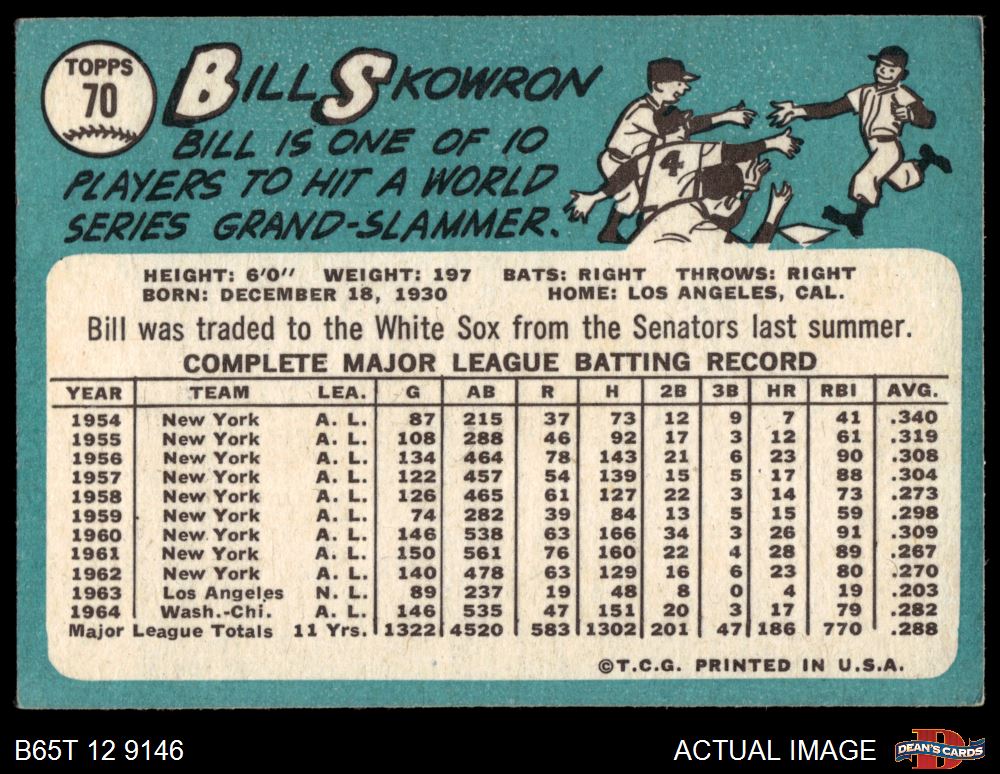 TOPPS
70
BILL SKOWRON
BILL IS ONE OF 10
PLAYERS TO HIT A WORLD
SERIES GRAND-SLAMMER.
4
HEIGHT: 6'0" WEIGHT: 197 BATS: RIGHT THROWS: RIGHT
BORN: DECEMBER 18, 1930 HOME: LOS ANGELES, CAL.
Bill was traded to the White Sox from the Senators last summer.
COMPLETE MAJOR LEAGUE BATTING RECORD
YEAR TEAM LEA. G AB R H 2B 3B HR RBI AVG.
1954 New York A. L. 87 215 37 73 12 9 7 41 .340
1955 New York A. L. 108 288 46 92 17 3 12 61 .319
1956 New York A. L. 134 464 78 143 21 6 23 90 .308
1957 New York A. L. 122 457 54 139 15 5 17 88 .304
1958 New York A. L. 126 465 61 127 22 3 14 73 .273
1959 New York A. L. 74 282 39 84 13 5 15 59 .298
1960 New York A. L. 146 538 63 166 34 3 26 91 .309
1961 New York A. L. 150 561 76 160 22 4 28 89 .267
1962 New York A. L. 140 478 63 129 16 6 23 80 .270
1963 Los Angeles N. L. 89 237 19 48 8 0 4 19 .203
1964 Wash.-Chi. A. L. 146 535 47 151 20 3 17 79 .282
Major League Totals 11 Yrs. 1322 4520 583 1302 201 47 186 770 .288
©T.C.G. PRINTED IN U.S.A.
B65T 12 9146
ACTUAL IMAGE
DEAN'S CARDS